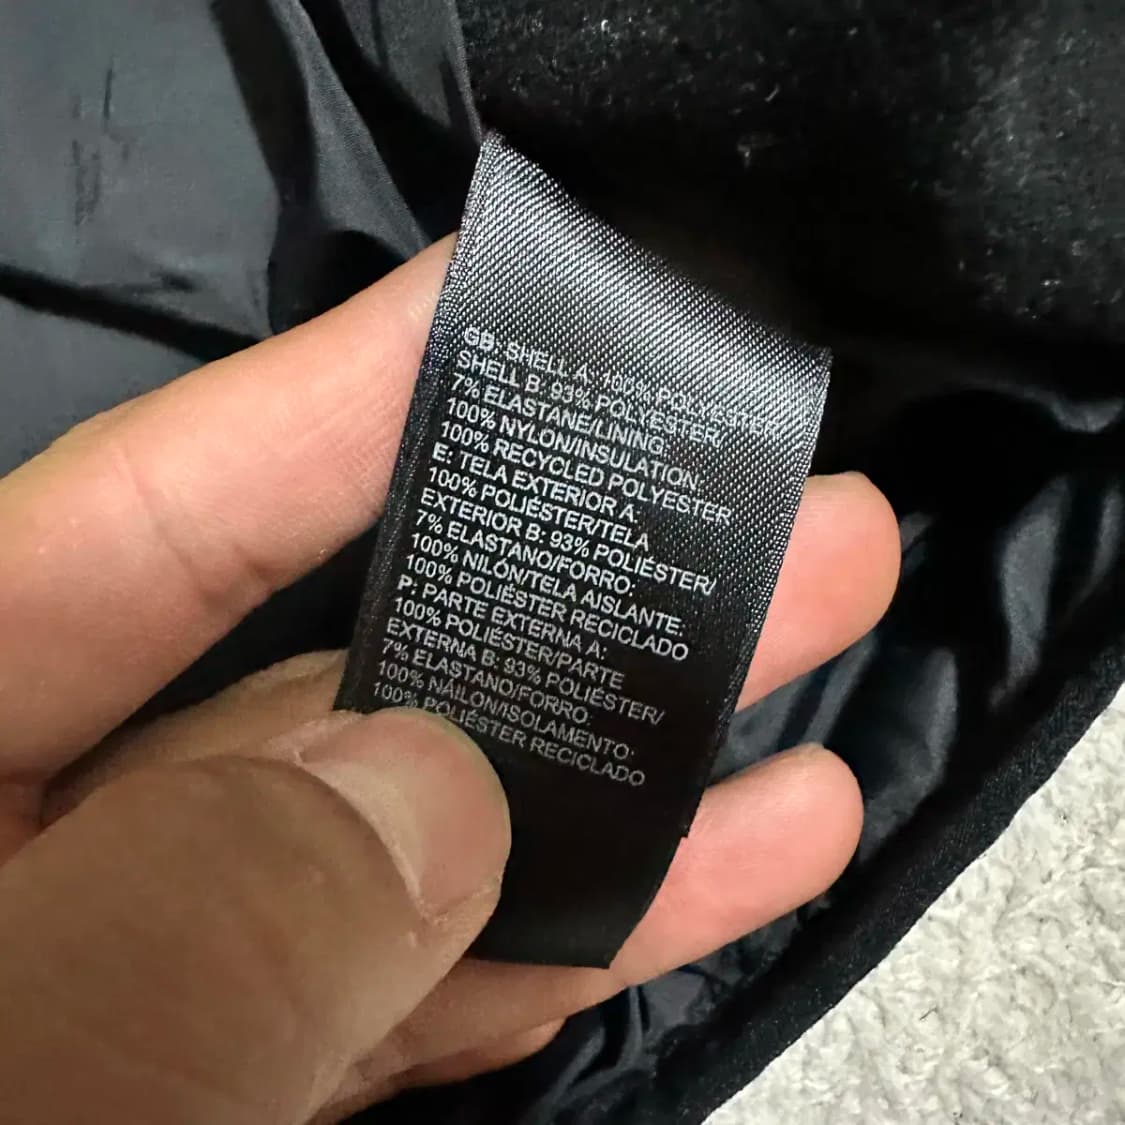 GB: SHELL A: 100% POLYESTER/
SHELL B: 93% POLYESTER/
7% ELASTANE/LINING:
100% NYLON/INSULATION:
100% RECYCLED POLYESTER
E: TELA EXTERIOR A:
100% POLIÉSTER/TELA
EXTERIOR B: 93% POLIÉSTER/
7% ELASTANO/FORRO:
100% NILÓN/TELA AISLANTE:
100% POLIÉSTER RECICLADO
P: PARTE EXTERNA A:
100% POLIÉSTER/PARTE
EXTERNA B: 93% POLIÉSTER/
7% ELASTANO/FORRO:
100% NÁILON/ISOLAMENTO:
100% POLIÉSTER RECICLADO